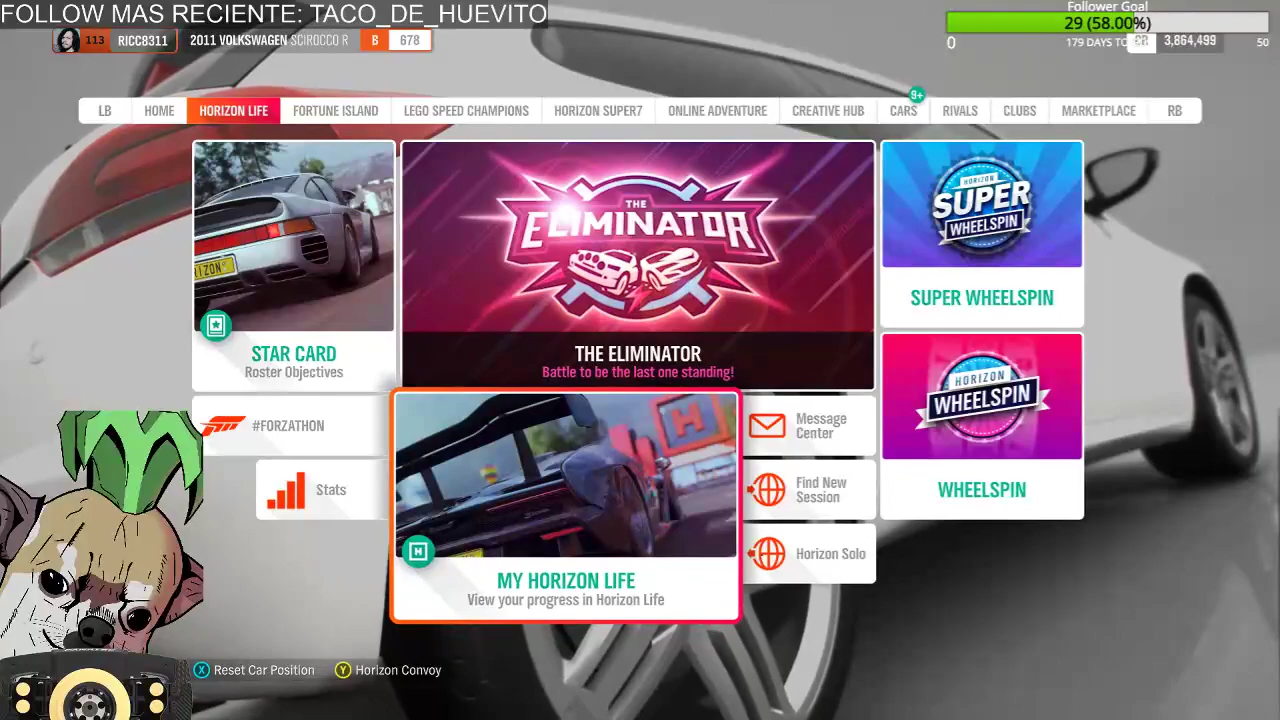 FOLLOW MAS RECIENTE: TACO_DE_HUEVITO
Follower Goal
29 (58.00%)
0
179 DAYS TO
50
113 RICC8311
2011 VOLKSWAGEN SCIROCCO R
B 678
CR 3,864,499
LB HOME HORIZON LIFE FORTUNE ISLAND LEGO SPEED CHAMPIONS HORIZON SUPER7 ONLINE ADVENTURE CREATIVE HUB CARS 9+ RIVALS CLUBS MARKETPLACE RB
STAR CARD
Roster Objectives
THE
ELIMINATOR
THE ELIMINATOR
Battle to be the last one standing!
HORIZON
SUPER
WHEELSPIN
SUPER WHEELSPIN
HORIZON
WHEELSPIN
WHEELSPIN
#FORZATHON
Stats
MY HORIZON LIFE
View your progress in Horizon Life
Message
Center
Find New
Session
Horizon Solo
X Reset Car Position
Y Horizon Convoy